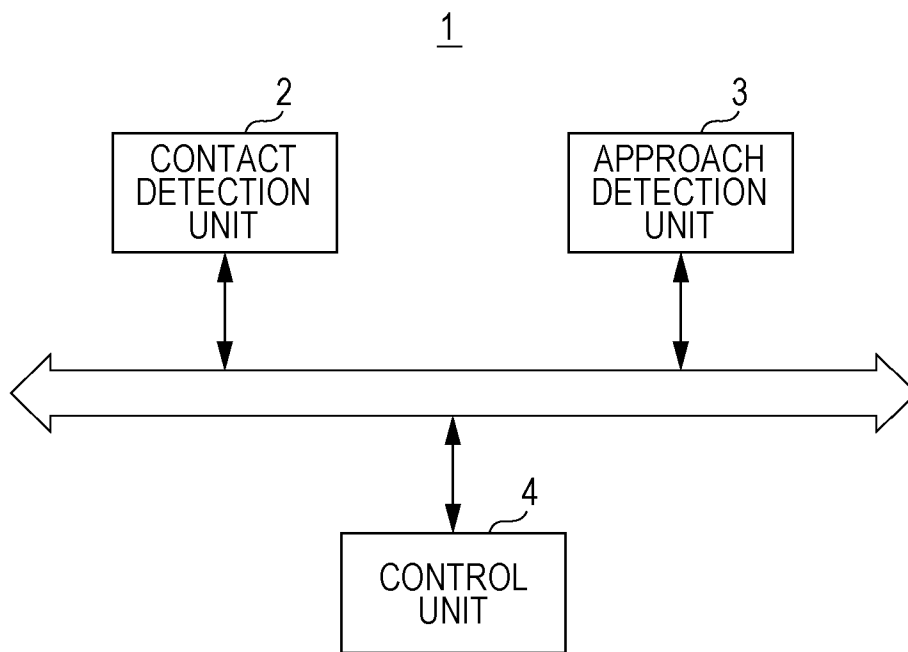 1
2
3
CONTACT
DETECTION
UNIT
APPROACH
DETECTION
UNIT
4
CONTROL
UNIT